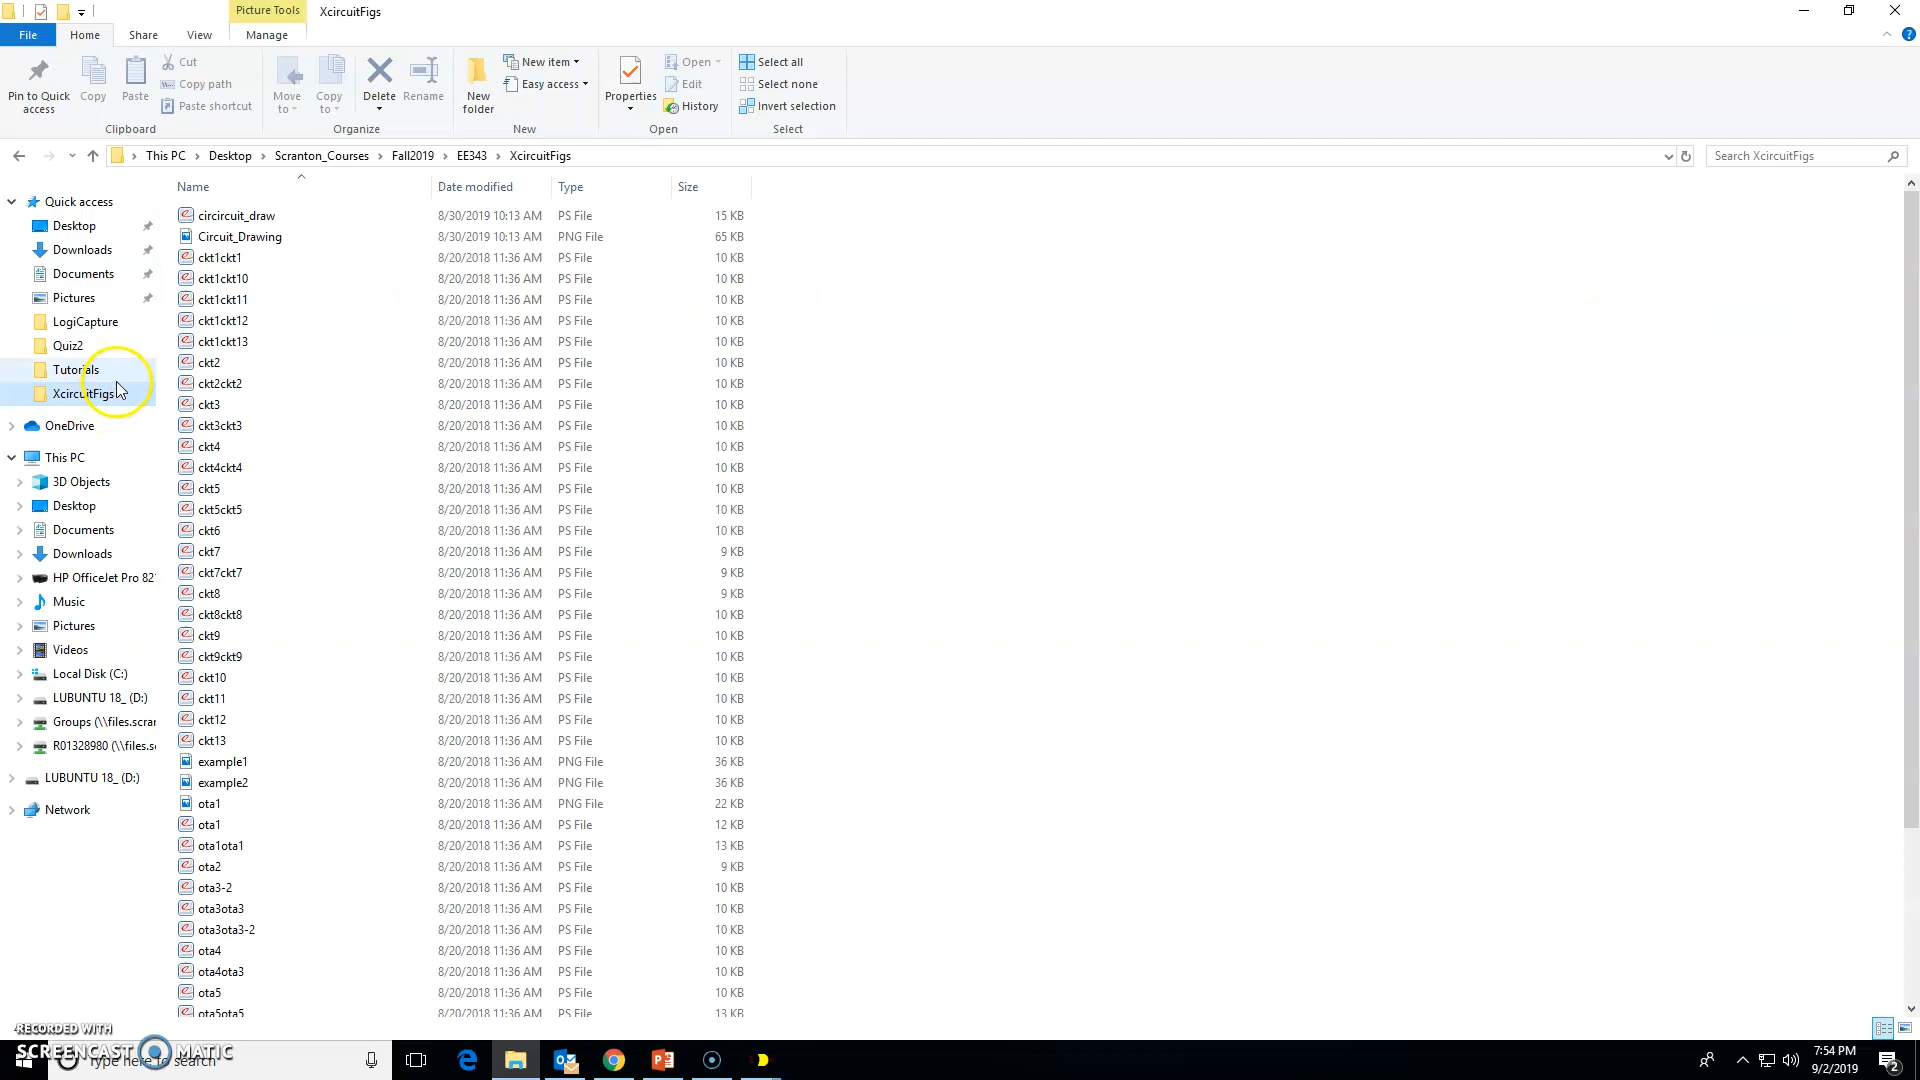 Picture Tools XcircuitFigs
File Home Share View Manage
Pin to Quick access Copy Paste Cut Copy path Paste shortcut Move to Copy to Delete Rename New folder New item Easy access Properties Open Edit History Select all Select none Invert selection
Clipboard Organize New Open Select
This PC > Desktop > Scranton_Courses > Fall2019 > EE343 > XcircuitFigs Search XcircuitFigs
Quick access
Desktop
Downloads
Documents
Pictures
LogiCapture
Quiz2
Tutorials
XcircuitFigs
OneDrive
This PC
3D Objects
Desktop
Documents
Downloads
HP OfficeJet Pro 82
Music
Pictures
Videos
Local Disk (C:)
LUBUNTU 18_ (D:)
Groups (\\files.scrar
R01328980 (\\files.s
LUBUNTU 18_ (D:)
Network
Name Date modified Type Size
circircuit_draw 8/30/2019 10:13 AM PS File 15 KB
Circuit_Drawing 8/30/2019 10:13 AM PNG File 65 KB
ckt1ckt1 8/20/2018 11:36 AM PS File 10 KB
ckt1ckt10 8/20/2018 11:36 AM PS File 10 KB
ckt1ckt11 8/20/2018 11:36 AM PS File 10 KB
ckt1ckt12 8/20/2018 11:36 AM PS File 10 KB
ckt1ckt13 8/20/2018 11:36 AM PS File 10 KB
ckt2 8/20/2018 11:36 AM PS File 10 KB
ckt2ckt2 8/20/2018 11:36 AM PS File 10 KB
ckt3 8/20/2018 11:36 AM PS File 10 KB
ckt3ckt3 8/20/2018 11:36 AM PS File 10 KB
ckt4 8/20/2018 11:36 AM PS File 10 KB
ckt4ckt4 8/20/2018 11:36 AM PS File 10 KB
ckt5 8/20/2018 11:36 AM PS File 10 KB
ckt5ckt5 8/20/2018 11:36 AM PS File 10 KB
ckt6 8/20/2018 11:36 AM PS File 10 KB
ckt7 8/20/2018 11:36 AM PS File 9 KB
ckt7ckt7 8/20/2018 11:36 AM PS File 9 KB
ckt8 8/20/2018 11:36 AM PS File 9 KB
ckt8ckt8 8/20/2018 11:36 AM PS File 10 KB
ckt9 8/20/2018 11:36 AM PS File 10 KB
ckt9ckt9 8/20/2018 11:36 AM PS File 10 KB
ckt10 8/20/2018 11:36 AM PS File 10 KB
ckt11 8/20/2018 11:36 AM PS File 10 KB
ckt12 8/20/2018 11:36 AM PS File 10 KB
ckt13 8/20/2018 11:36 AM PS File 10 KB
example1 8/20/2018 11:36 AM PNG File 36 KB
example2 8/20/2018 11:36 AM PNG File 36 KB
ota1 8/20/2018 11:36 AM PNG File 22 KB
ota1 8/20/2018 11:36 AM PS File 12 KB
ota1ota1 8/20/2018 11:36 AM PS File 13 KB
ota2 8/20/2018 11:36 AM PS File 9 KB
ota3-2 8/20/2018 11:36 AM PS File 10 KB
ota3ota3 8/20/2018 11:36 AM PS File 10 KB
ota3ota3-2 8/20/2018 11:36 AM PS File 10 KB
ota4 8/20/2018 11:36 AM PS File 10 KB
ota4ota3 8/20/2018 11:36 AM PS File 10 KB
ota5 8/20/2018 11:36 AM PS File 10 KB
ota5ota5 8/20/2018 11:36 AM PS File 13 KB
RECORDED WITH
SCREENCAST MATIC
Type here to search
7:54 PM
9/2/2019
2